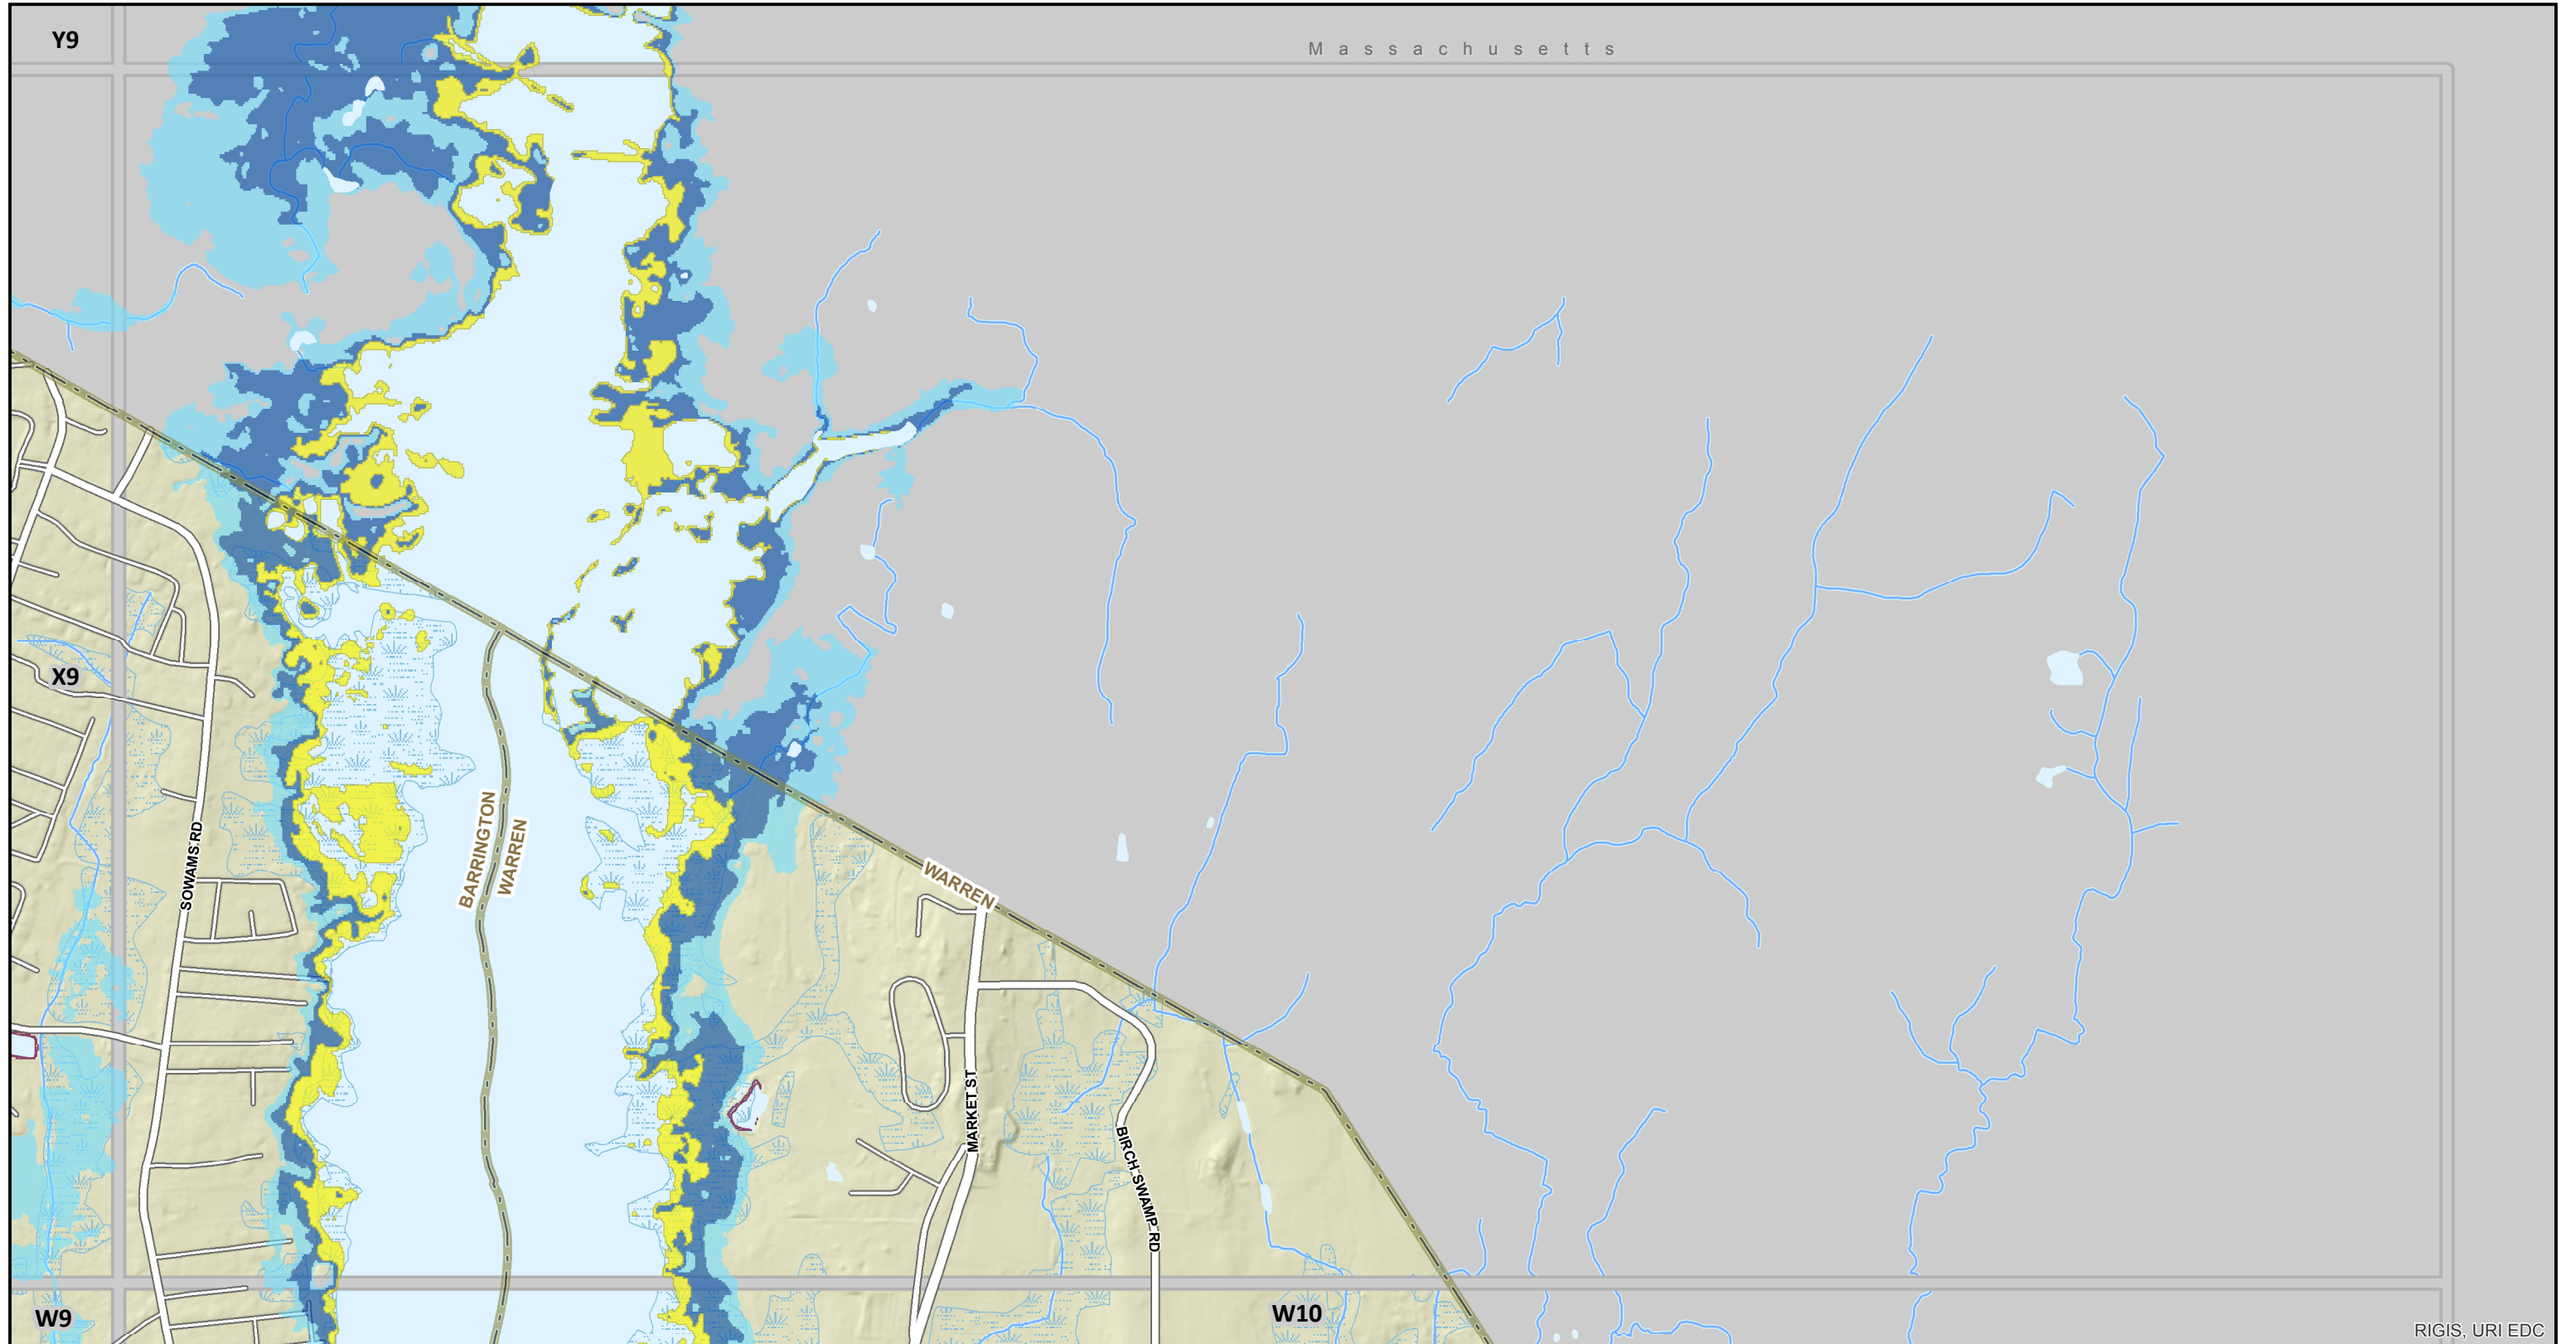 Y9
Massachusetts
X9
SOWAMS RD
BARRINGTON
WARREN
WARREN
MARKET ST
BIRCH SWAMP RD
W9
W10
RIGIS, URI EDC